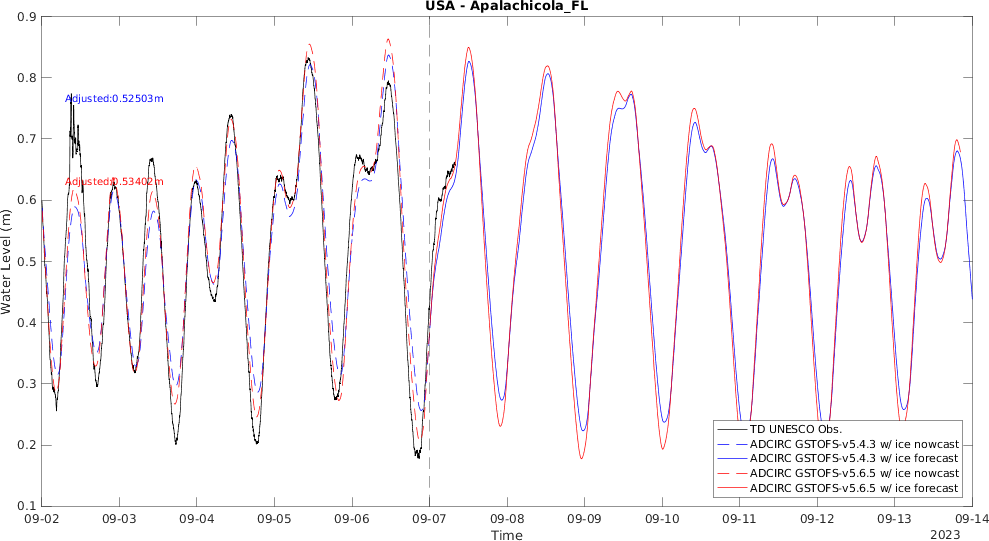 USA - Apalachicola_FL
0.9
0.8
0.7
0.6
0.5
0.4
0.3
0.2
0.1
Water Level (m)
Adjusted:0.52503m
Adjusted:0.53402m
TD UNESCO Obs.
ADCIRC GSTOFS-v5.4.3 w/ ice nowcast
ADCIRC GSTOFS-v5.4.3 w/ ice forecast
ADCIRC GSTOFS-v5.6.5 w/ ice nowcast
ADCIRC GSTOFS-v5.6.5 w/ ice forecast
09-02 09-03 09-04 09-05 09-06 09-07 09-08 09-09 09-10 09-11 09-12 09-13 09-14
Time
2023